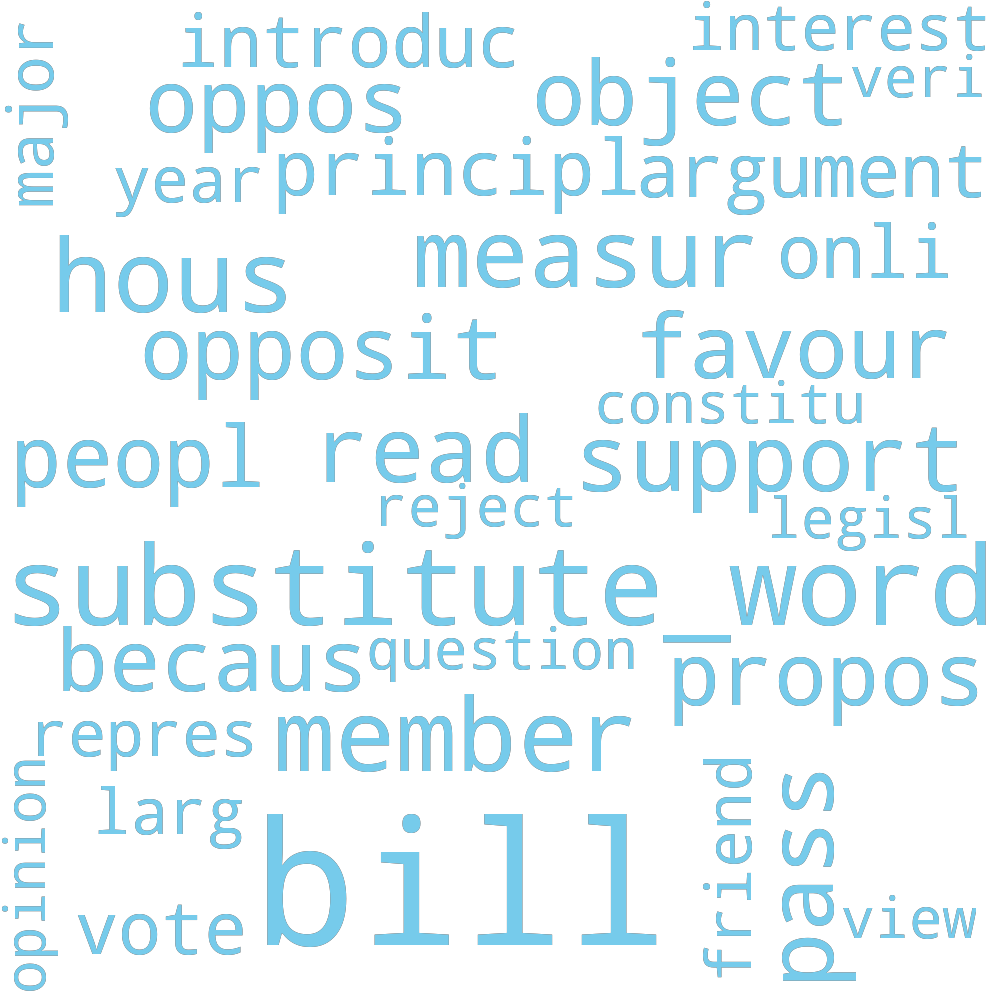 interest
introduc
major
object
veri
oppos
principl
argument
year
measur
onli
hous
opposit
favour
constitu
peopl
read
support
reject
legisl
substitute_word
becaus
question
propos
member
repres
opinion
larg
bill
friend
pass
vote
view